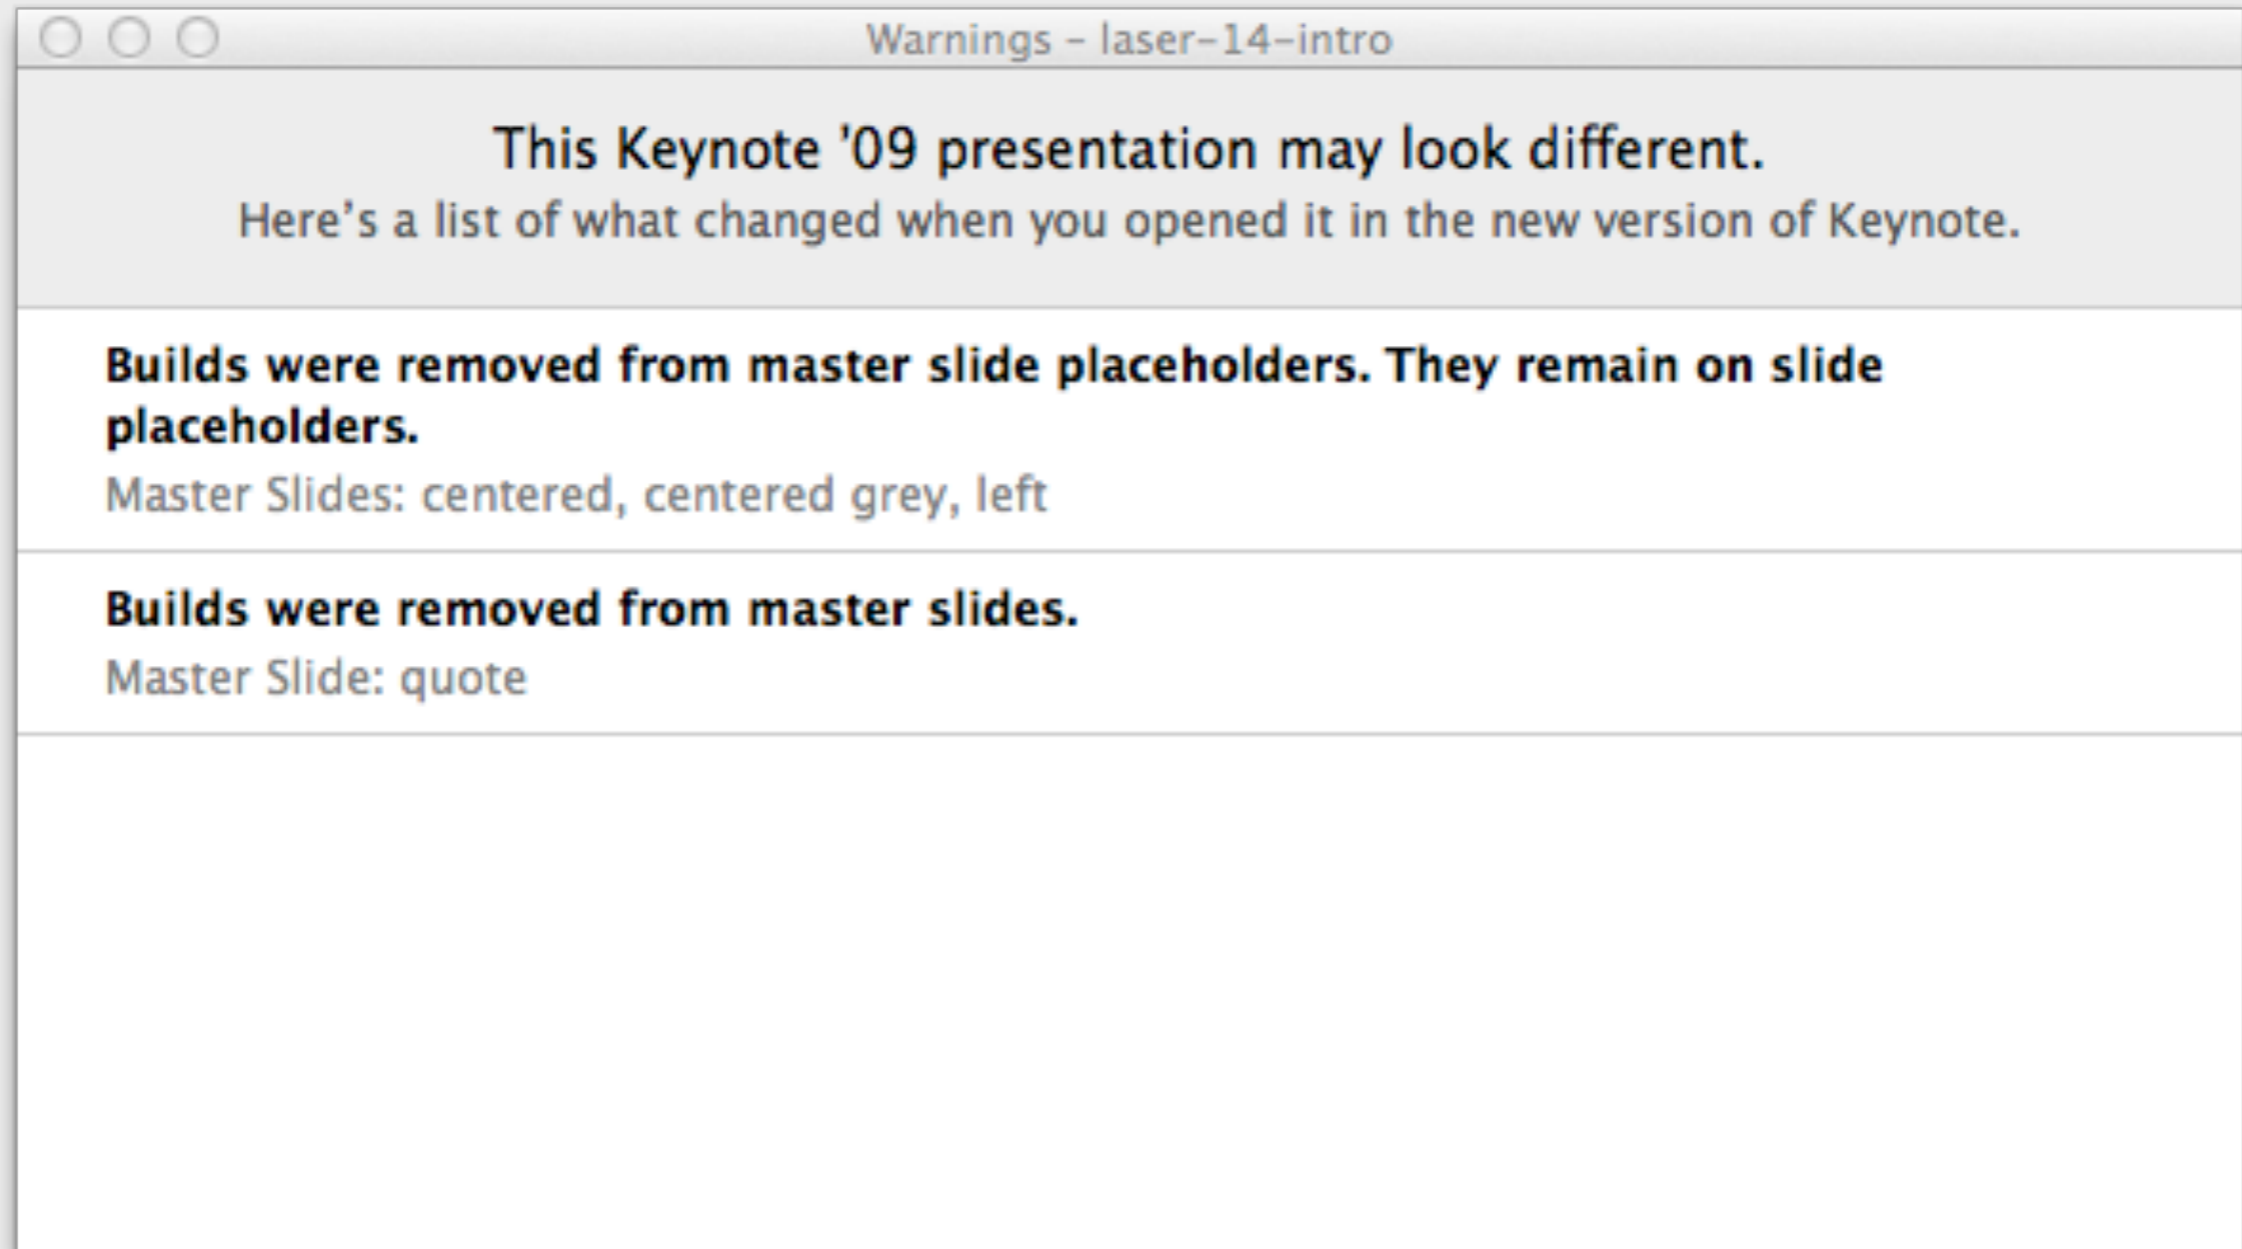 Warnings – laser-14-intro
This Keynote '09 presentation may look different.
Here’s a list of what changed when you opened it in the new version of Keynote.
Builds were removed from master slide placeholders. They remain on slide
placeholders.
Master Slides: centered, centered grey, left
Builds were removed from master slides.
Master Slide: quote